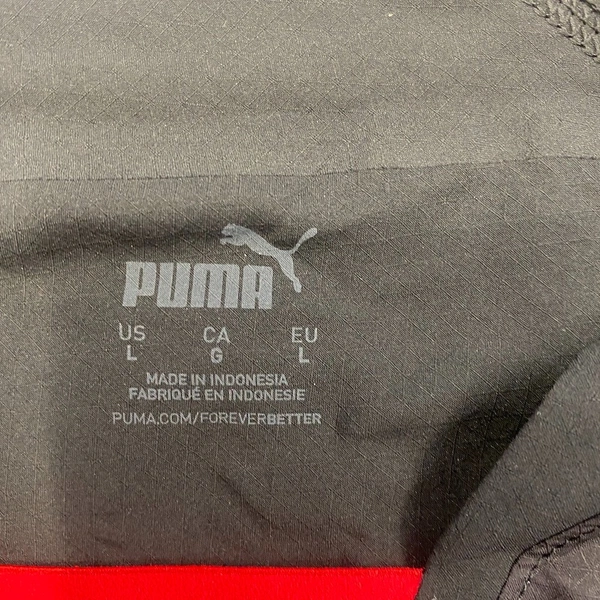 PUMA
US CA EU
L G L
MADE IN INDONESIA
FABRIQUÉ EN INDONESIE
PUMA.COM/FOREVERBETTER